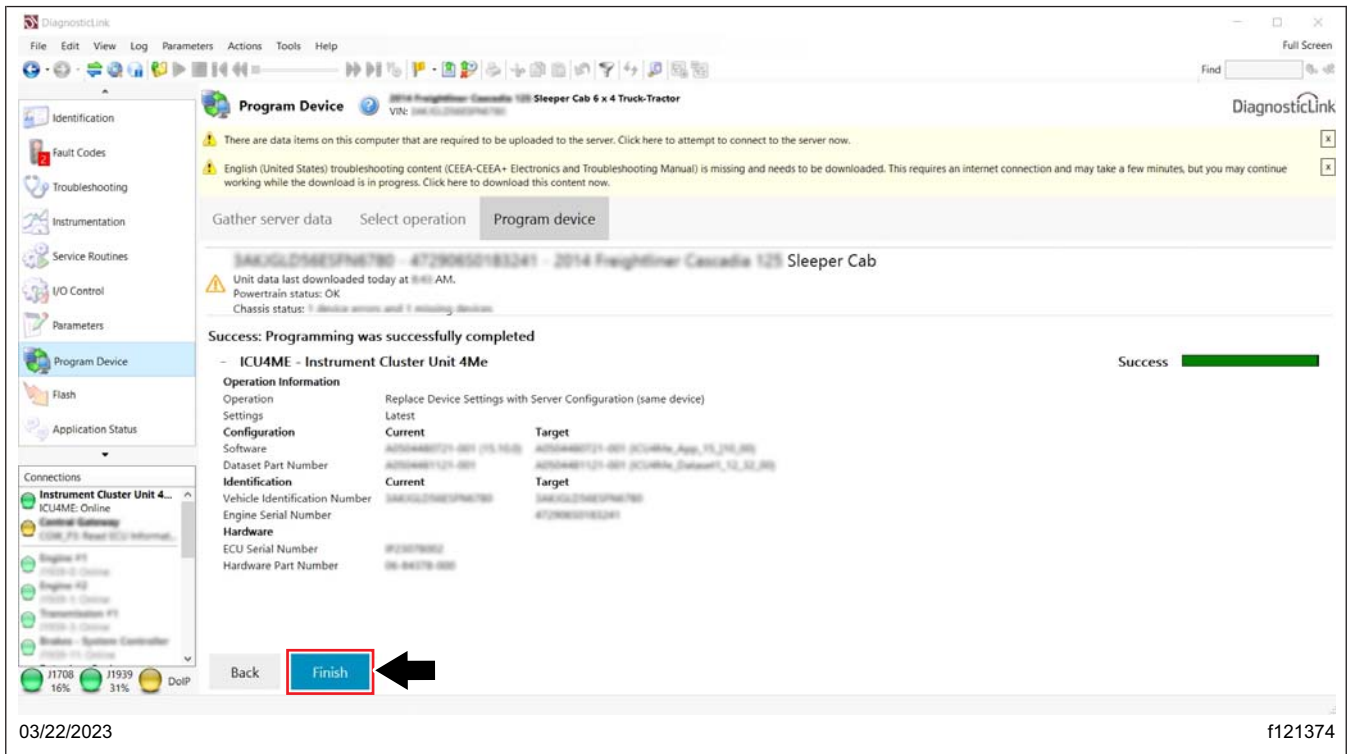 DiagnosticLink
File Edit View Log Parameters Actions Tools Help
Full Screen
Find
Identification
Fault Codes
2
Troubleshooting
Instrumentation
Service Routines
I/O Control
Parameters
Program Device
Flash
Application Status
Connections
Instrument Cluster Unit 4...
ICU4ME: Online
J1708
16%
J1939
31%
DoIP
Program Device
Sleeper Cab 6 x 4 Truck-Tractor
VIN:
DiagnosticLink
There are data items on this computer that are required to be uploaded to the server. Click here to attempt to connect to the server now.
x
English (United States) troubleshooting content (CEEA-CEEA+ Electronics and Troubleshooting Manual) is missing and needs to be downloaded. This requires an internet connection and may take a few minutes, but you may continue
working while the download is in progress. Click here to download this content now.
x
Gather server data Select operation Program device
Sleeper Cab
Unit data last downloaded today at AM.
Powertrain status: OK
Chassis status:
Success: Programming was successfully completed
- ICU4ME - Instrument Cluster Unit 4Me
Success
Operation Information
Operation Replace Device Settings with Server Configuration (same device)
Settings Latest
Configuration Current Target
Software
Dataset Part Number
Identification Current Target
Vehicle Identification Number
Engine Serial Number
Hardware
ECU Serial Number
Hardware Part Number
Back Finish
03/22/2023
f121374